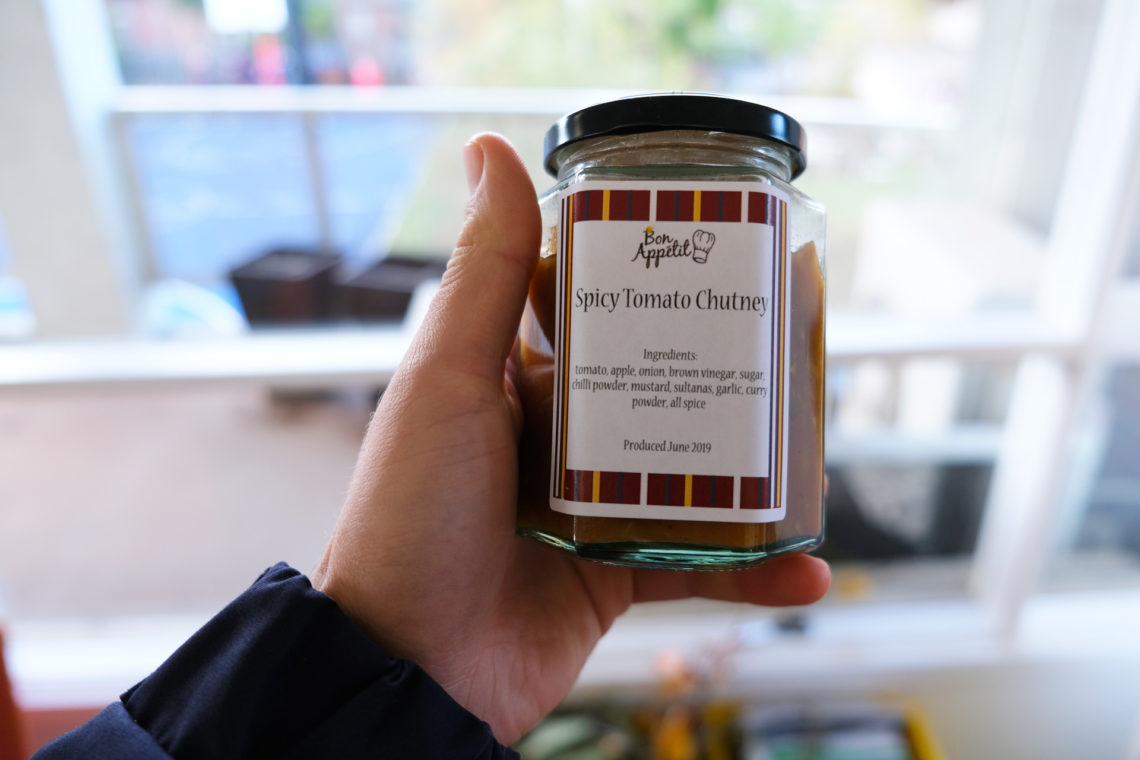 Bon
Appétit
Spicy Tomato Chutney
Ingredients:
tomato, apple, onion, brown vinegar, sugar,
chilli powder, mustard, sultanas, garlic, curry
powder, all spice
Produced June 2019